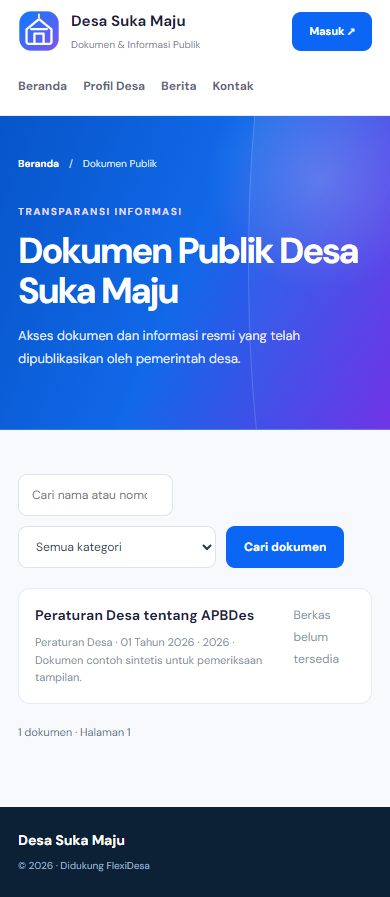 Desa Suka Maju
Dokumen & Informasi Publik
Masuk ↗
Beranda Profil Desa Berita Kontak
Beranda / Dokumen Publik
TRANSPARANSI INFORMASI
Dokumen Publik Desa
Suka Maju
Akses dokumen dan informasi resmi yang telah
dipublikasikan oleh pemerintah desa.
Cari nama atau nomo
Semua kategori
Cari dokumen
Peraturan Desa tentang APBDes
Peraturan Desa · 01 Tahun 2026 · 2026 ·
Dokumen contoh sintetis untuk pemeriksaan
tampilan.
Berkas
belum
tersedia
1 dokumen · Halaman 1
Desa Suka Maju
© 2026 · Didukung FlexiDesa